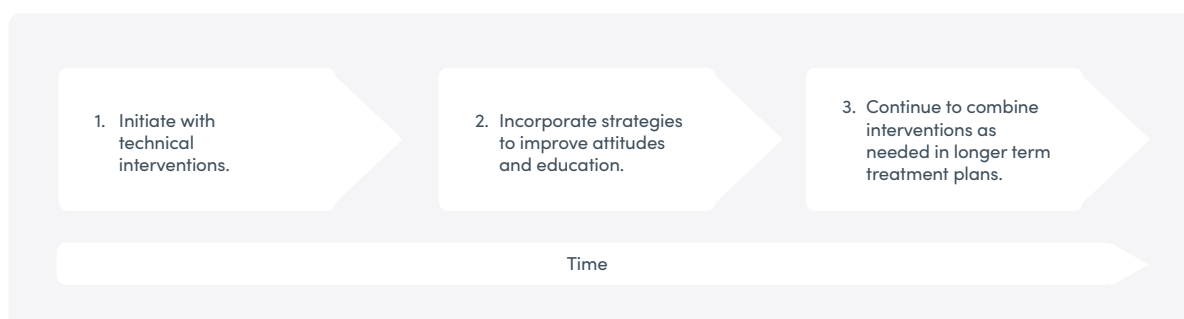 1. Initiate with
technical
interventions.
2. Incorporate strategies
to improve attitudes
and education.
3. Continue to combine
interventions as
needed in longer term
treatment plans.
Time